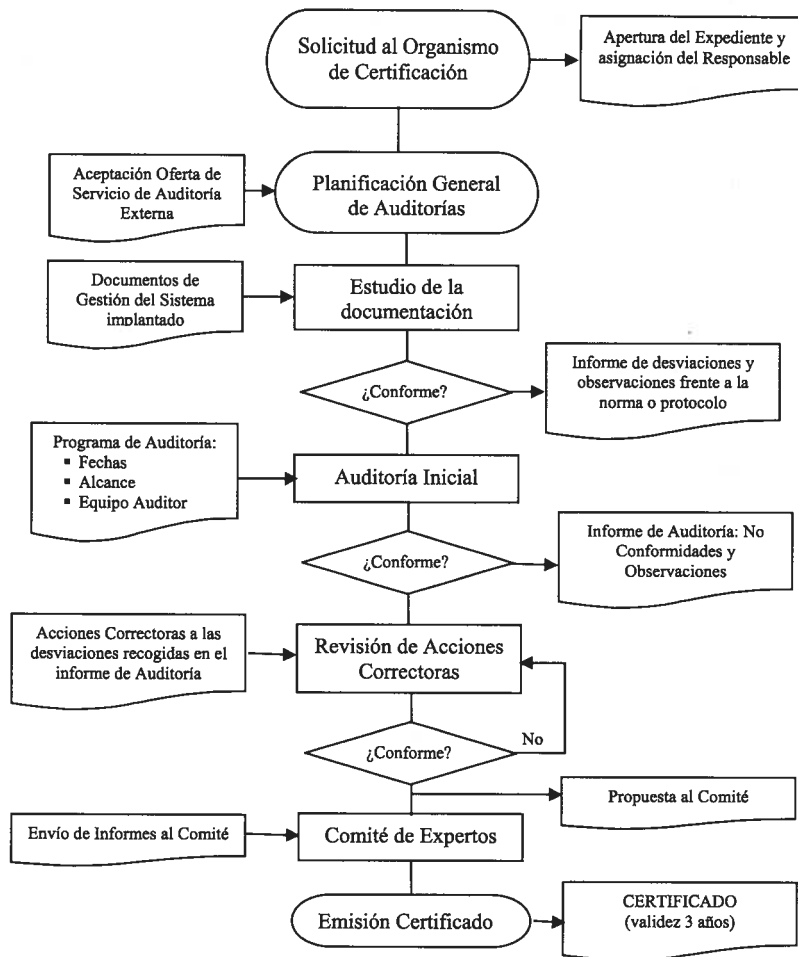 Solicitud al Organismo
de Certificación
Apertura del Expediente y
asignación del Responsable
Aceptación Oferta de
Servicio de Auditoría
Externa
Planificación General
de Auditorías
Documentos de
Gestión del Sistema
implantado
Estudio de la
documentación
¿Conforme?
Informe de desviaciones y
observaciones frente a la
norma o protocolo
Programa de Auditoría:
▪ Fechas
▪ Alcance
▪ Equipo Auditor
Auditoría Inicial
¿Conforme?
Informe de Auditoría: No
Conformidades y
Observaciones
Acciones Correctoras a las
desviaciones recogidas en el
informe de Auditoría
Revisión de Acciones
Correctoras
¿Conforme?
No
Propuesta al Comité
Envío de Informes al Comité
Comité de Expertos
Emisión Certificado
CERTIFICADO
(validez 3 años)